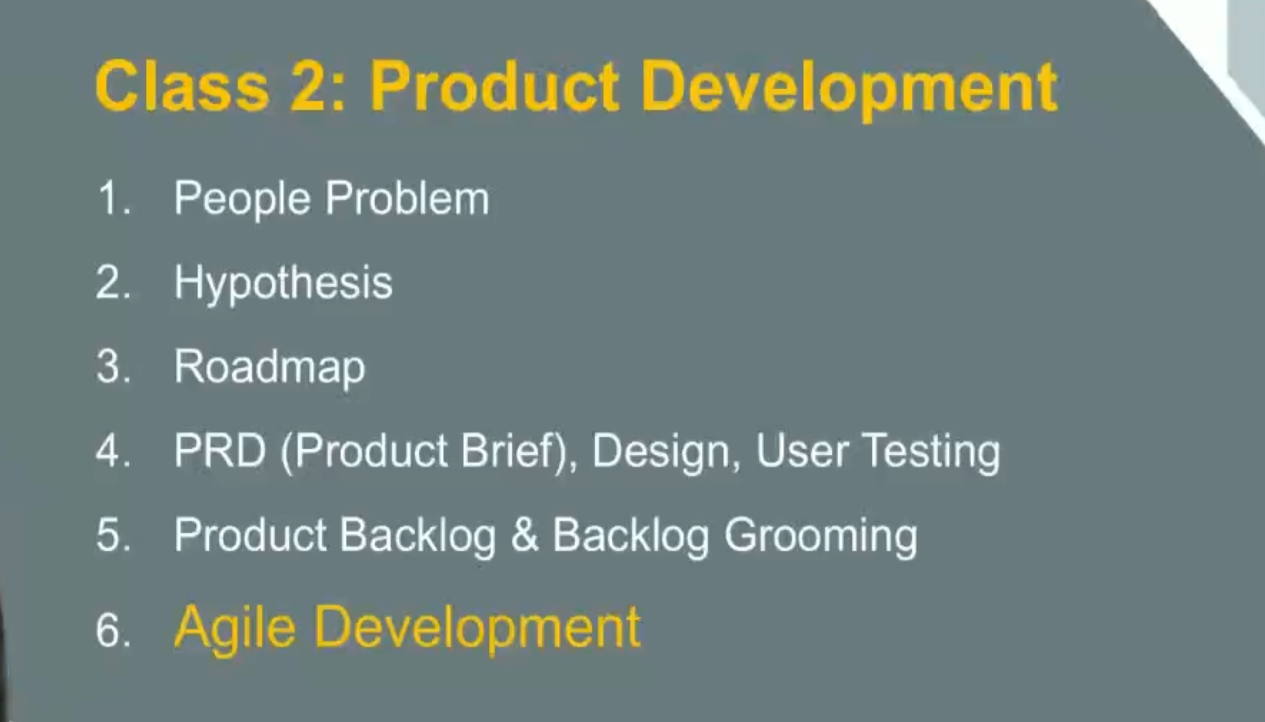 Class 2: Product Development
1. People Problem
2. Hypothesis
3. Roadmap
4. PRD (Product Brief), Design, User Testing
5. Product Backlog & Backlog Grooming
6. Agile Development